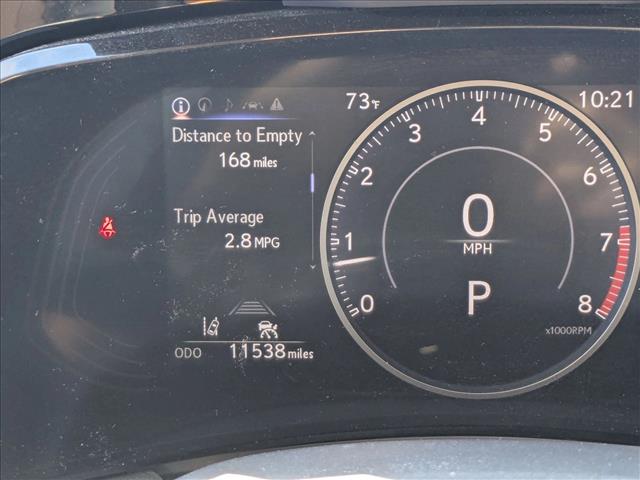 73°F
10:21
Distance to Empty
168 miles
Trip Average
2.8 MPG
0
1
2
3
4
5
6
7
8
x1000RPM
0
MPH
P
ODO 11538 miles